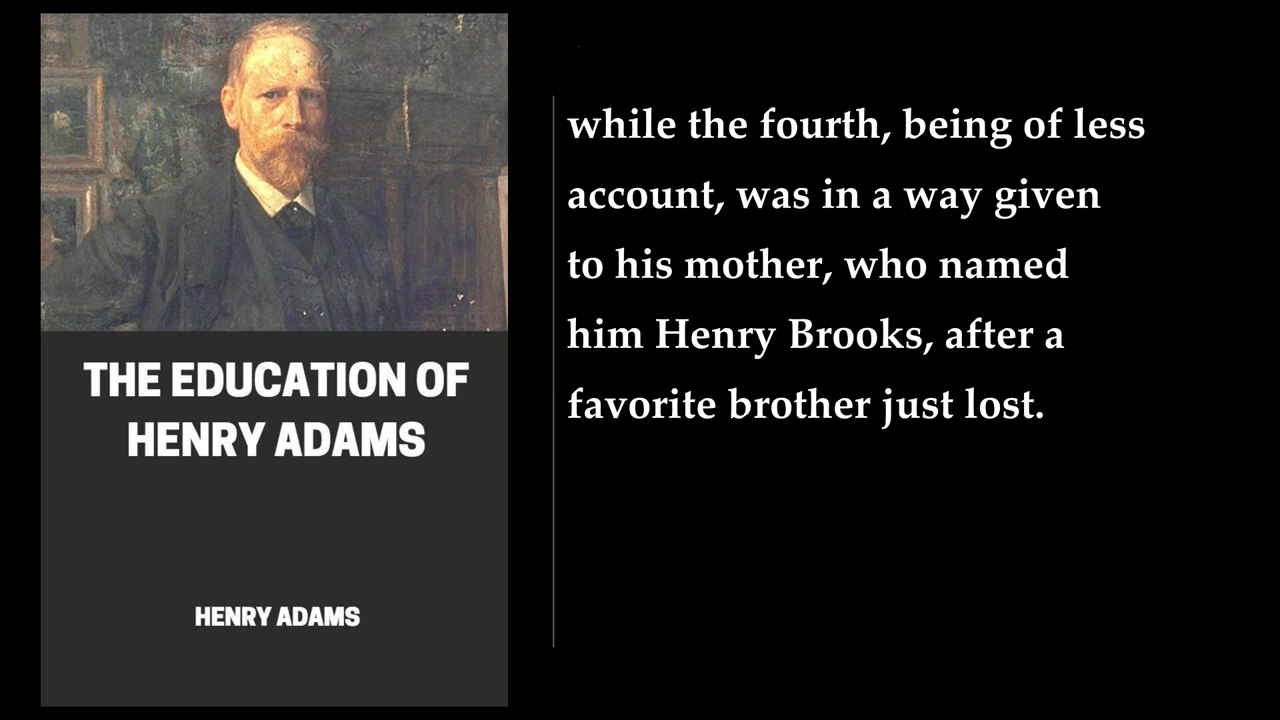 THE EDUCATION OF
HENRY ADAMS
HENRY ADAMS
while the fourth, being of less
account, was in a way given
to his mother, who named
him Henry Brooks, after a
favorite brother just lost.